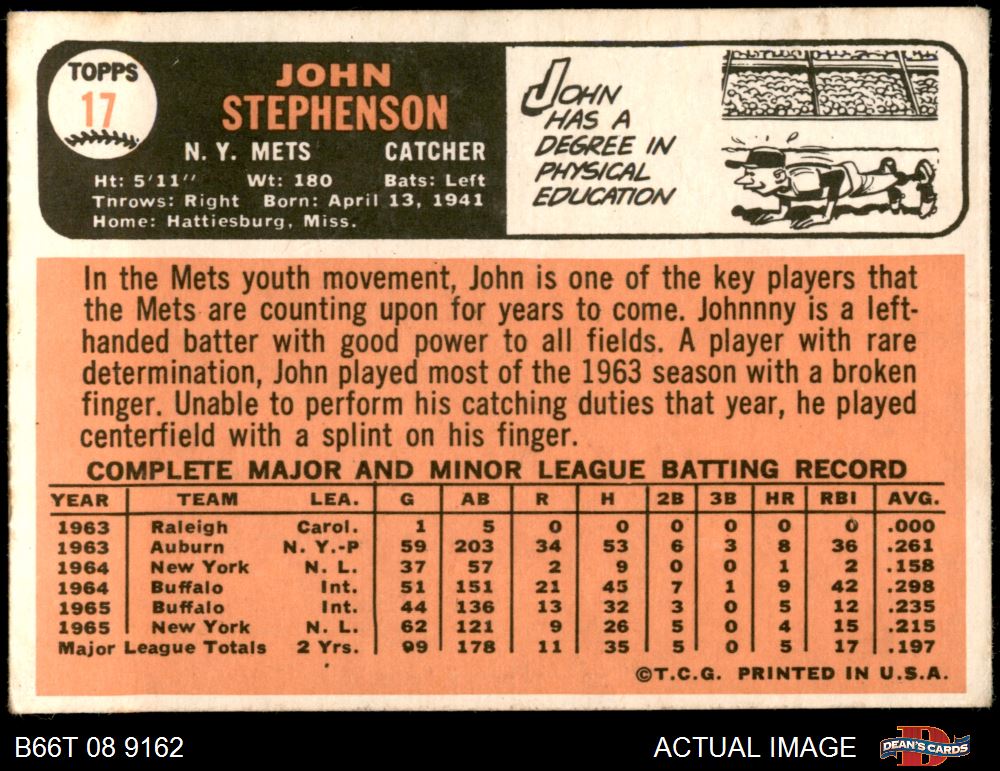 TOPPS
17
JOHN
STEPHENSON
N. Y. METS CATCHER
Ht: 5'11" Wt: 180 Bats: Left
Throws: Right Born: April 13, 1941
Home: Hattiesburg, Miss.
JOHN
HAS A
DEGREE IN
PHYSICAL
EDUCATION
In the Mets youth movement, John is one of the key players that
the Mets are counting upon for years to come. Johnnny is a left-
handed batter with good power to all fields. A player with rare
determination, John played most of the 1963 season with a broken
finger. Unable to perform his catching duties that year, he played
centerfield with a splint on his finger.
COMPLETE MAJOR AND MINOR LEAGUE BATTING RECORD
YEAR TEAM LEA. G AB R H 2B 3B HR RBI AVG.
1963 Raleigh Carol. 1 5 0 0 0 0 0 0 .000
1963 Auburn N. Y.-P 59 203 34 53 6 3 8 36 .261
1964 New York N. L. 37 57 2 9 0 0 1 2 .158
1964 Buffalo Int. 51 151 21 45 7 1 9 42 .298
1965 Buffalo Int. 44 136 13 32 3 0 5 12 .235
1965 New York N. L. 62 121 9 26 5 0 4 15 .215
Major League Totals 2 Yrs. 99 178 11 35 5 0 5 17 .197
©T.C.G. PRINTED IN U.S.A.
B66T 08 9162 ACTUAL IMAGE DEAN'S CARDS